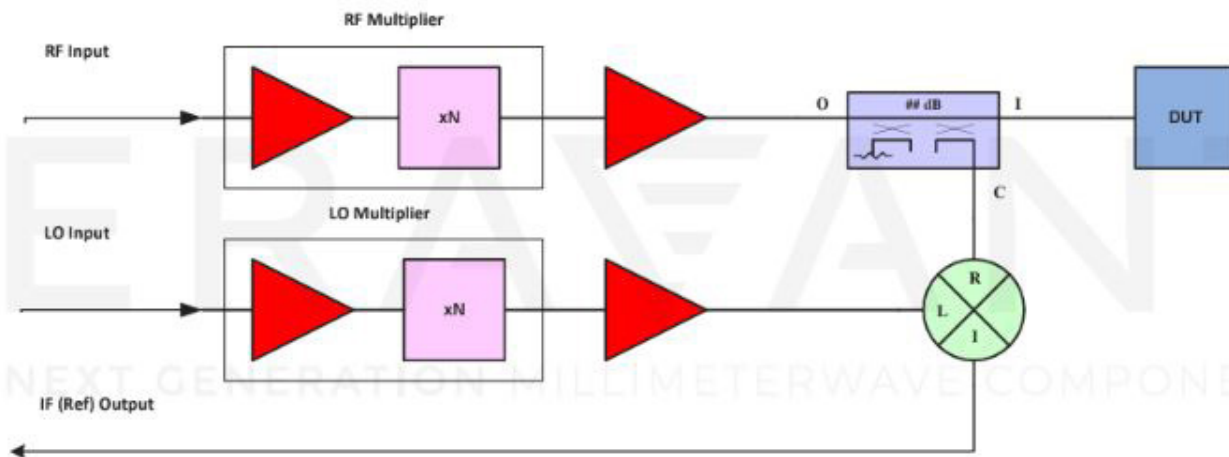 RF Multiplier
RF Input
xN
O
## dB
I
DUT
C
LO Multiplier
LO Input
xN
R
L
I
ERAVANT
NEXT GENERATION MILLIMETERWAVE COMPONE
IF (Ref) Output